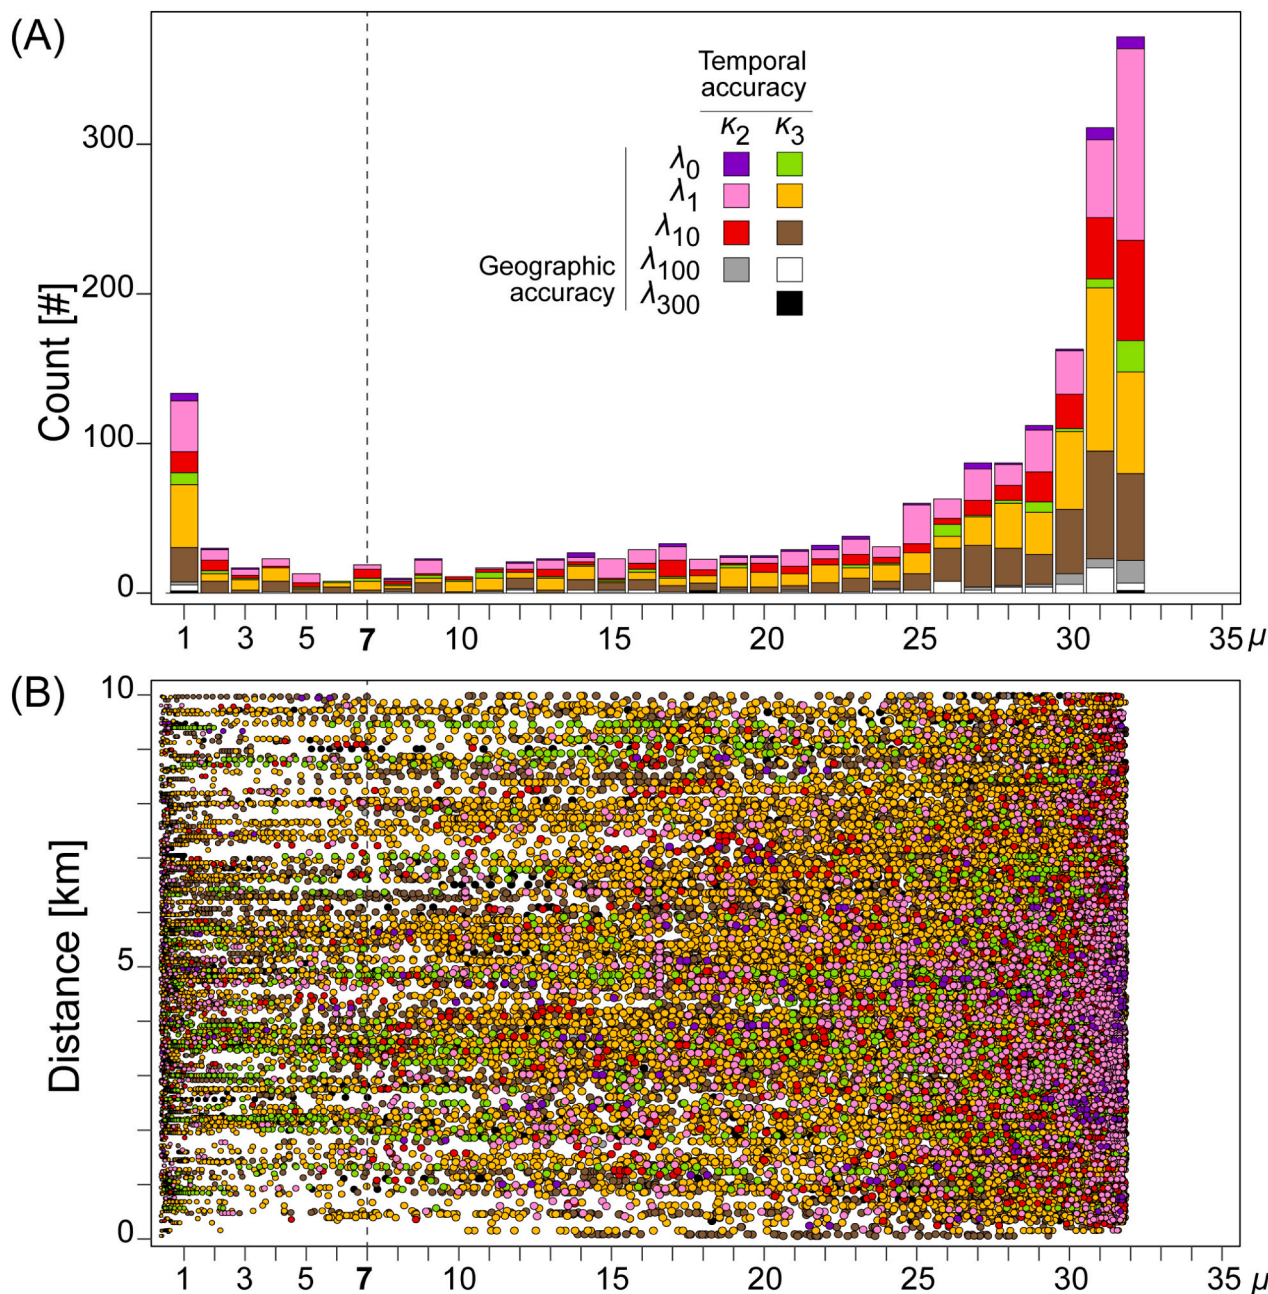 (A)
Temporal
accuracy
κ2 κ3
λ0
λ1
λ10
λ100
λ300
Geographic
accuracy
Count [#]
300
200
100
0
1 3 5 7 10 15 20 25 30 35 μ
(B)
Distance [km]
10
5
0
1 3 5 7 10 15 20 25 30 35 μ